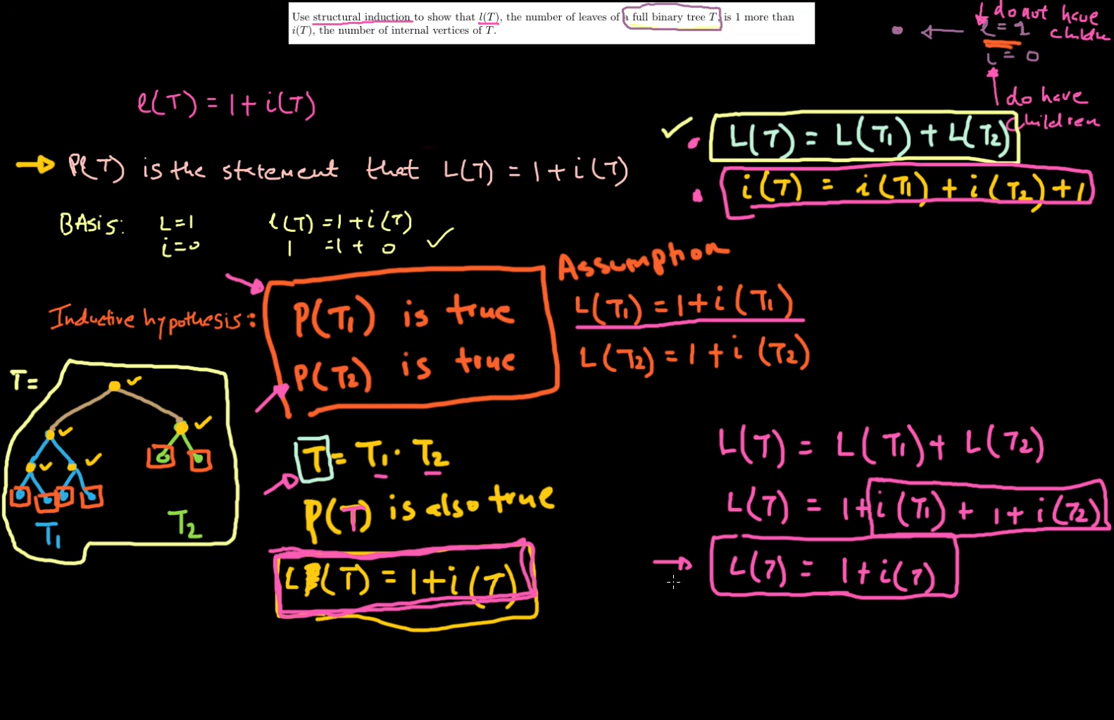 Use structural induction to show that l(T), the number of leaves of a full binary tree T, is 1 more than
i(T), the number of internal vertices of T.
do not have
children
l = 1
i = 0
do have
children
l(T) = 1 + i(T)
L(T) = L(T₁) + L(T₂)
P(T) is the statement that L(T) = 1 + i(T)
i(T) = i(T₁) + i(T₂) + 1
BAsis: L=1 l(T) = 1 + i(T)
i=0 1 = 1 + 0 ✓
Assumption
Inductive hypothesis: P(T₁) is true
L(T₁) = 1 + i(T₁)
P(T₂) is true
L(T₂) = 1 + i(T₂)
T=
T₁
T₂
T = T₁ · T₂
P(T) is also true
L(T) = 1 + i(T)
L(T) = L(T₁) + L(T₂)
L(T) = 1 + i(T₁) + 1 + i(T₂)
→ L(T) = 1 + i(T)